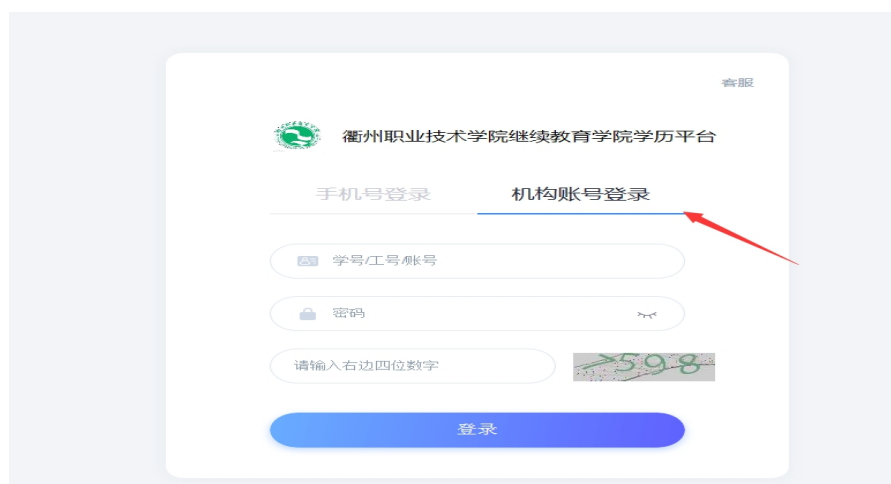 客服
衢州职业技术学院继续教育学院学历平台
手机号登录 机构账号登录
学号/工号/账号
密码
请输入右边四位数字
登录